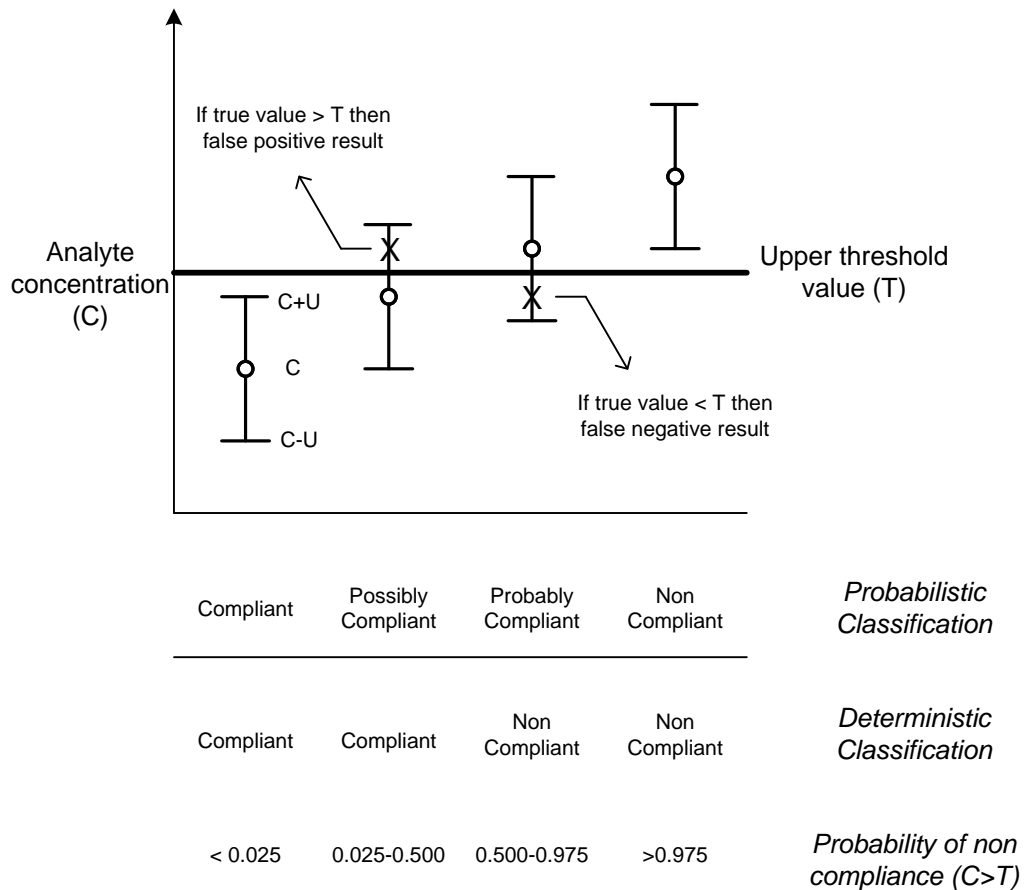 If true value > T then
false positive result
X
Analyte
concentration
(C)
Upper threshold
value (T)
C+U
C
C-U
X
If true value < T then
false negative result
Compliant
Possibly
Compliant
Probably
Compliant
Non
Compliant
Probabilistic
Classification
Compliant
Compliant
Non
Compliant
Non
Compliant
Deterministic
Classification
< 0.025
0.025-0.500
0.500-0.975
>0.975
Probability of non
compliance (C>T)